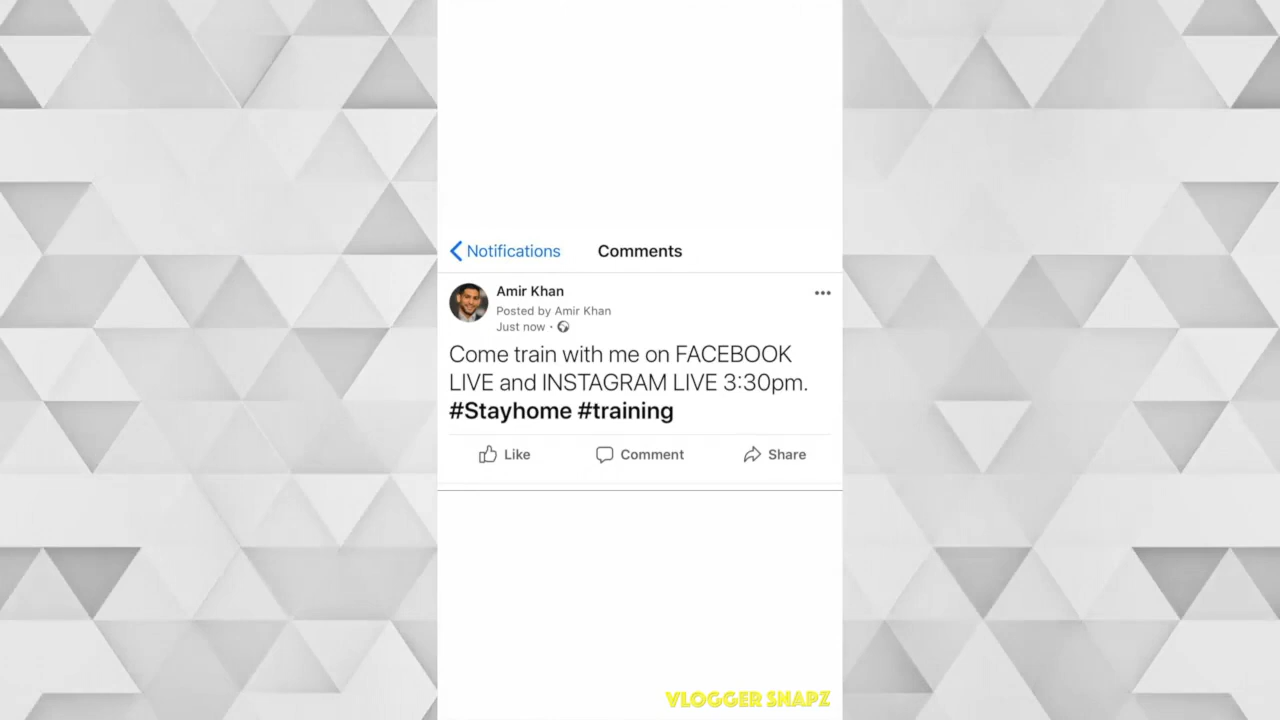 Notifications
Comments
Amir Khan
Posted by Amir Khan
Just now ·
Come train with me on FACEBOOK
LIVE and INSTAGRAM LIVE 3:30pm.
#Stayhome #training
Like
Comment
Share
VLOGGER SNAPZ